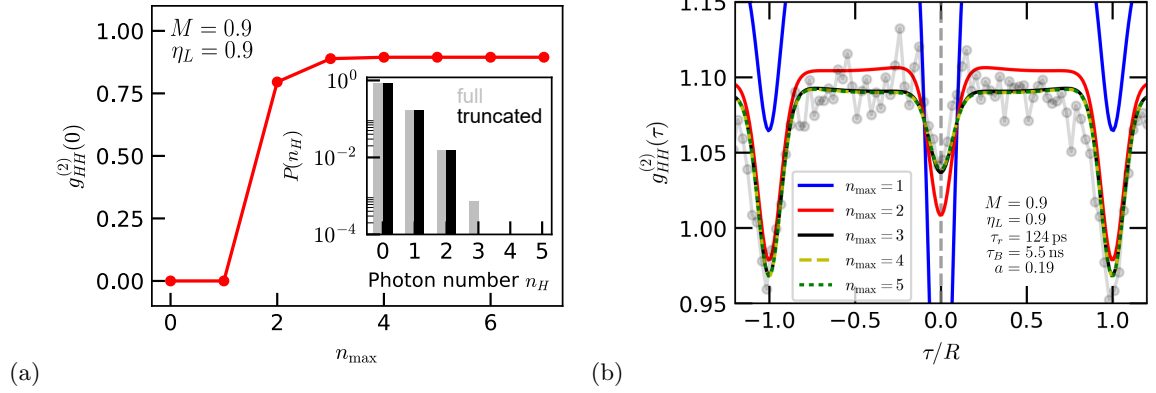 M = 0.9
η_L = 0.9
g_{HH}^{(2)}(0)
1.00
0.75
0.50
0.25
0.00
0
2
4
6
n_max
full
truncated
P(n_H)
10^0
10^{-2}
10^{-4}
0 1 2 3 4 5
Photon number n_H
(a)
g_{HH}^{(2)}(τ)
1.10
1.05
1.00
0.95
n_max = 1
n_max = 2
n_max = 3
n_max = 4
n_max = 5
M = 0.9
η_L = 0.9
τ_r = 124 ps
τ_B = 5.5 ns
a = 0.19
−1.0 −0.5 0.0 0.5 1.0
τ/R
(b)